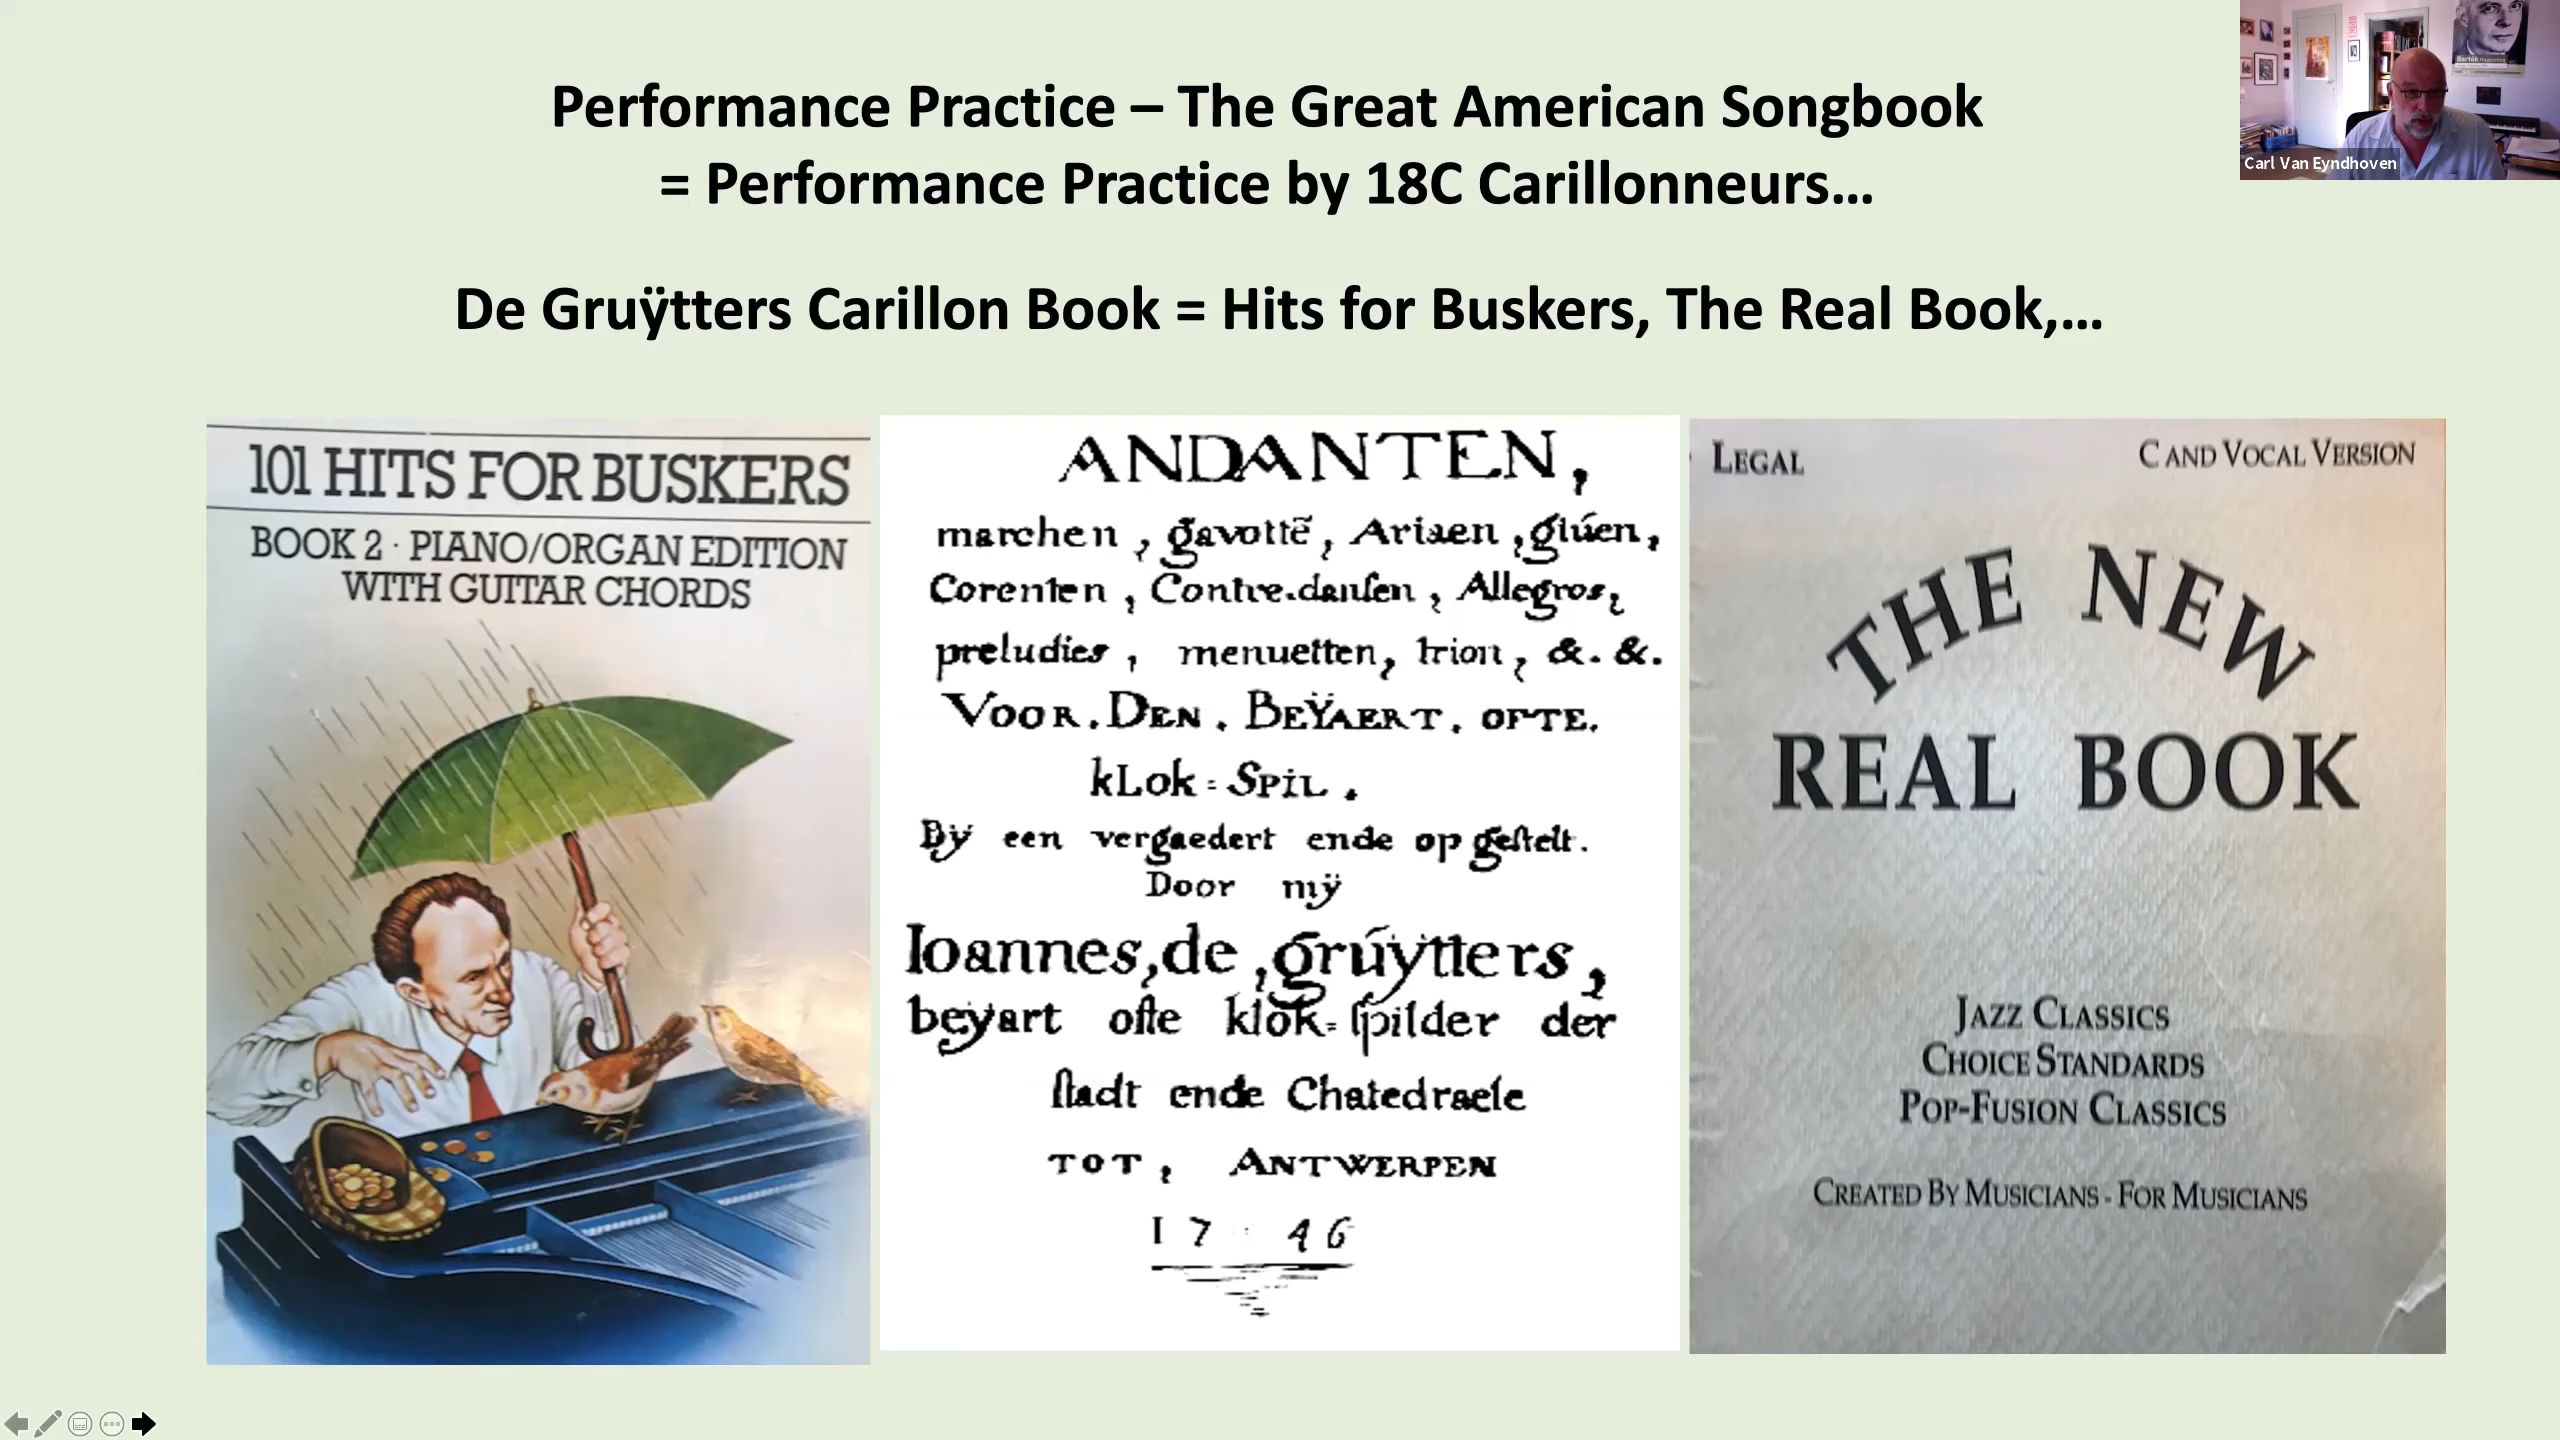 Performance Practice – The Great American Songbook
= Performance Practice by 18C Carillonneurs…
De Gruÿtters Carillon Book = Hits for Buskers, The Real Book,…
Carl Van Eyndhoven
101 HITS FOR BUSKERS
BOOK 2 · PIANO/ORGAN EDITION
WITH GUITAR CHORDS
ANDANTEN,
marchen, gavottē, Ariaen, giúen,
Corenten, Contre.dansen, Allegros,
preludies, menuetten, trion, &. &.
VOOR. DEN. BEŸAERT. OFTE.
kLok=SPIL.
Bÿ een vergaedert ende op gestelt.
Door mÿ
Ioannes, de, grúÿtters,
beyart ofte klok=spilder der
stadt ende Chatedraele
TOT, ANTWERPEN
17 46
LEGAL
C AND VOCAL VERSION
THE NEW
REAL BOOK
JAZZ CLASSICS
CHOICE STANDARDS
POP-FUSION CLASSICS
CREATED BY MUSICIANS - FOR MUSICIANS